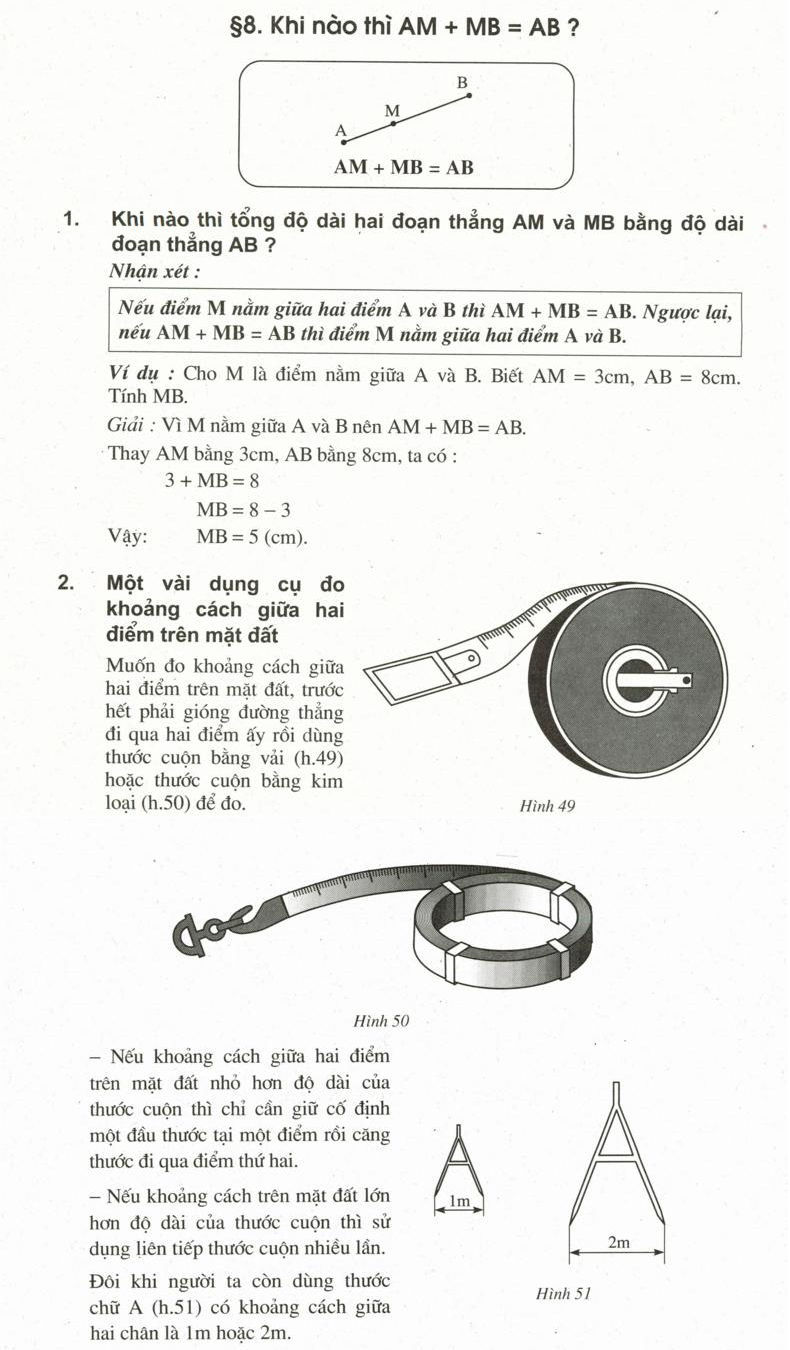 §8. Khi nào thì AM + MB = AB ?
B
M
A
AM + MB = AB
1. Khi nào thì tổng độ dài hai đoạn thẳng AM và MB bằng độ dài
đoạn thẳng AB ?
Nhận xét :
Nếu điểm M nằm giữa hai điểm A và B thì AM + MB = AB. Ngược lại,
nếu AM + MB = AB thì điểm M nằm giữa hai điểm A và B.
Ví dụ : Cho M là điểm nằm giữa A và B. Biết AM = 3cm, AB = 8cm.
Tính MB.
Giải : Vì M nằm giữa A và B nên AM + MB = AB.
Thay AM bằng 3cm, AB bằng 8cm, ta có :
3 + MB = 8
MB = 8 − 3
Vậy: MB = 5 (cm).
2. Một vài dụng cụ đo
khoảng cách giữa hai
điểm trên mặt đất
Muốn đo khoảng cách giữa
hai điểm trên mặt đất, trước
hết phải gióng đường thẳng
đi qua hai điểm ấy rồi dùng
thước cuộn bằng vải (h.49)
hoặc thước cuộn bằng kim
loại (h.50) để đo.
Hình 49
Hình 50
− Nếu khoảng cách giữa hai điểm
trên mặt đất nhỏ hơn độ dài của
thước cuộn thì chỉ cần giữ cố định
một đầu thước tại một điểm rồi căng
thước đi qua điểm thứ hai.
− Nếu khoảng cách trên mặt đất lớn
hơn độ dài của thước cuộn thì sử
dụng liên tiếp thước cuộn nhiều lần.
Đôi khi người ta còn dùng thước
chữ A (h.51) có khoảng cách giữa
hai chân là 1m hoặc 2m.
1m
2m
Hình 51